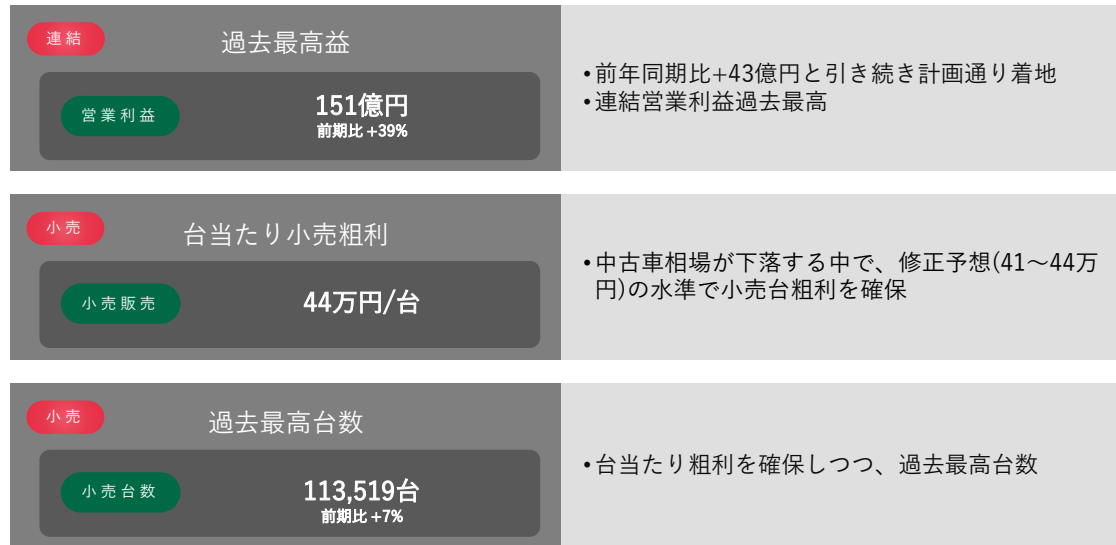 連結
過去最高益
営業利益
151億円
前期比+39%
•前年同期比+43億円と引き続き計画通り着地
•連結営業利益過去最高
小売
台当たり小売粗利
小売販売
44万円/台
•中古車相場が下落する中で、修正予想(41～44万
円)の水準で小売台粗利を確保
小売
過去最高台数
小売台数
113,519台
前期比+7%
•台当たり粗利を確保しつつ、過去最高台数